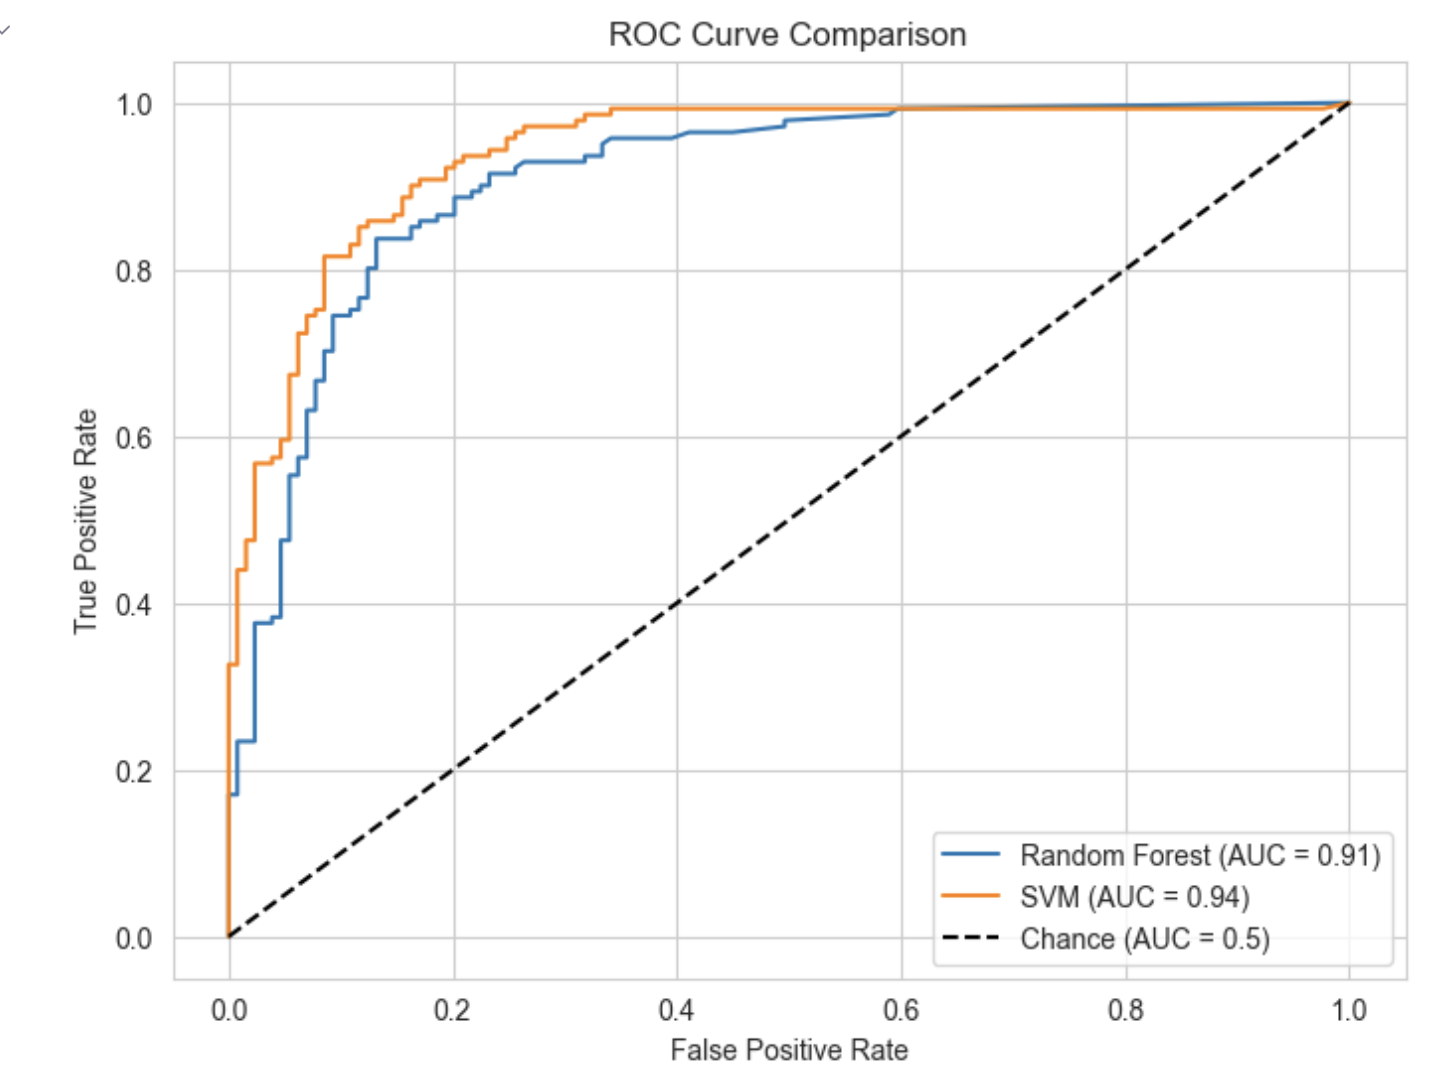 ROC Curve Comparison
1.0
0.8
0.6
0.4
0.2
0.0
True Positive Rate
Random Forest (AUC = 0.91)
SVM (AUC = 0.94)
Chance (AUC = 0.5)
0.0 0.2 0.4 0.6 0.8 1.0
False Positive Rate